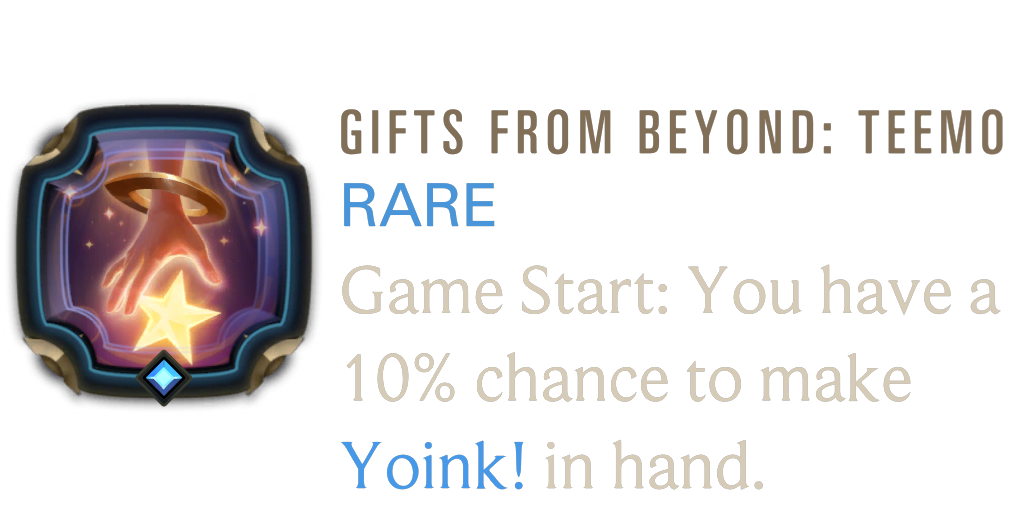 GIFTS FROM BEYOND: TEEMO
RARE
Game Start: You have a
10% chance to make
Yoink! in hand.